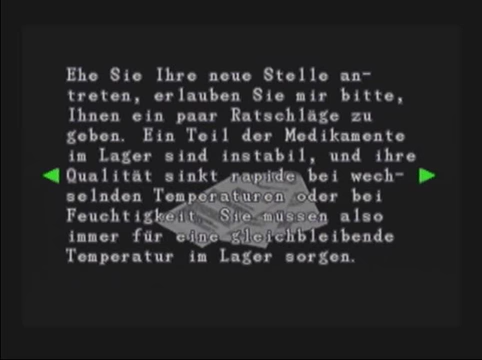 Ehe Sie Ihre neue Stelle an-
treten, erlauben Sie mir bitte,
Ihnen ein paar Ratschläge zu
geben. Ein Teil der Medikamente
im Lager sind instabil, und ihre
Qualität sinkt rapide bei wech-
selnden Temperaturen oder bei
Feuchtigkeit. Sie müssen also
immer für eine gleichbleibende
Temperatur im Lager sorgen.